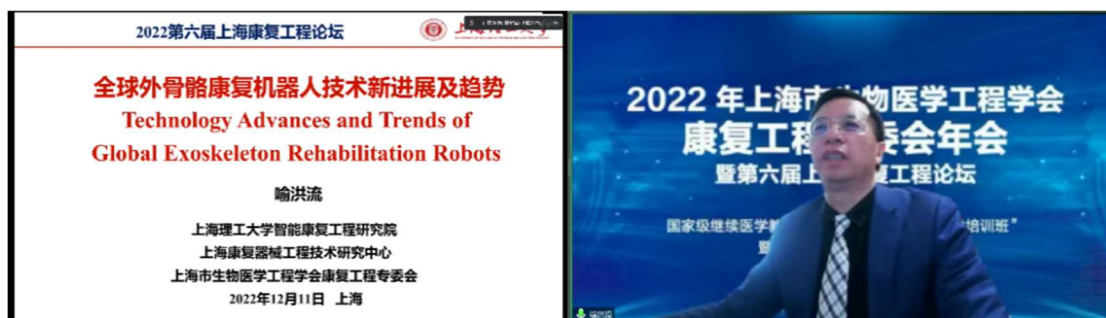 2022第六届上海康复工程论坛
全球外骨骼康复机器人技术新进展及趋势
Technology Advances and Trends of
Global Exoskeleton Rehabilitation Robots
喻洪流
上海理工大学智能康复工程研究院
上海康复器械工程技术研究中心
上海市生物医学工程学会康复工程专委会
2022年12月11日 上海
2022 年上海市生物医学工程学会
康复工程 委会年会
暨第六届上 复工程论坛
国家级继续医学教 培训班”
暨